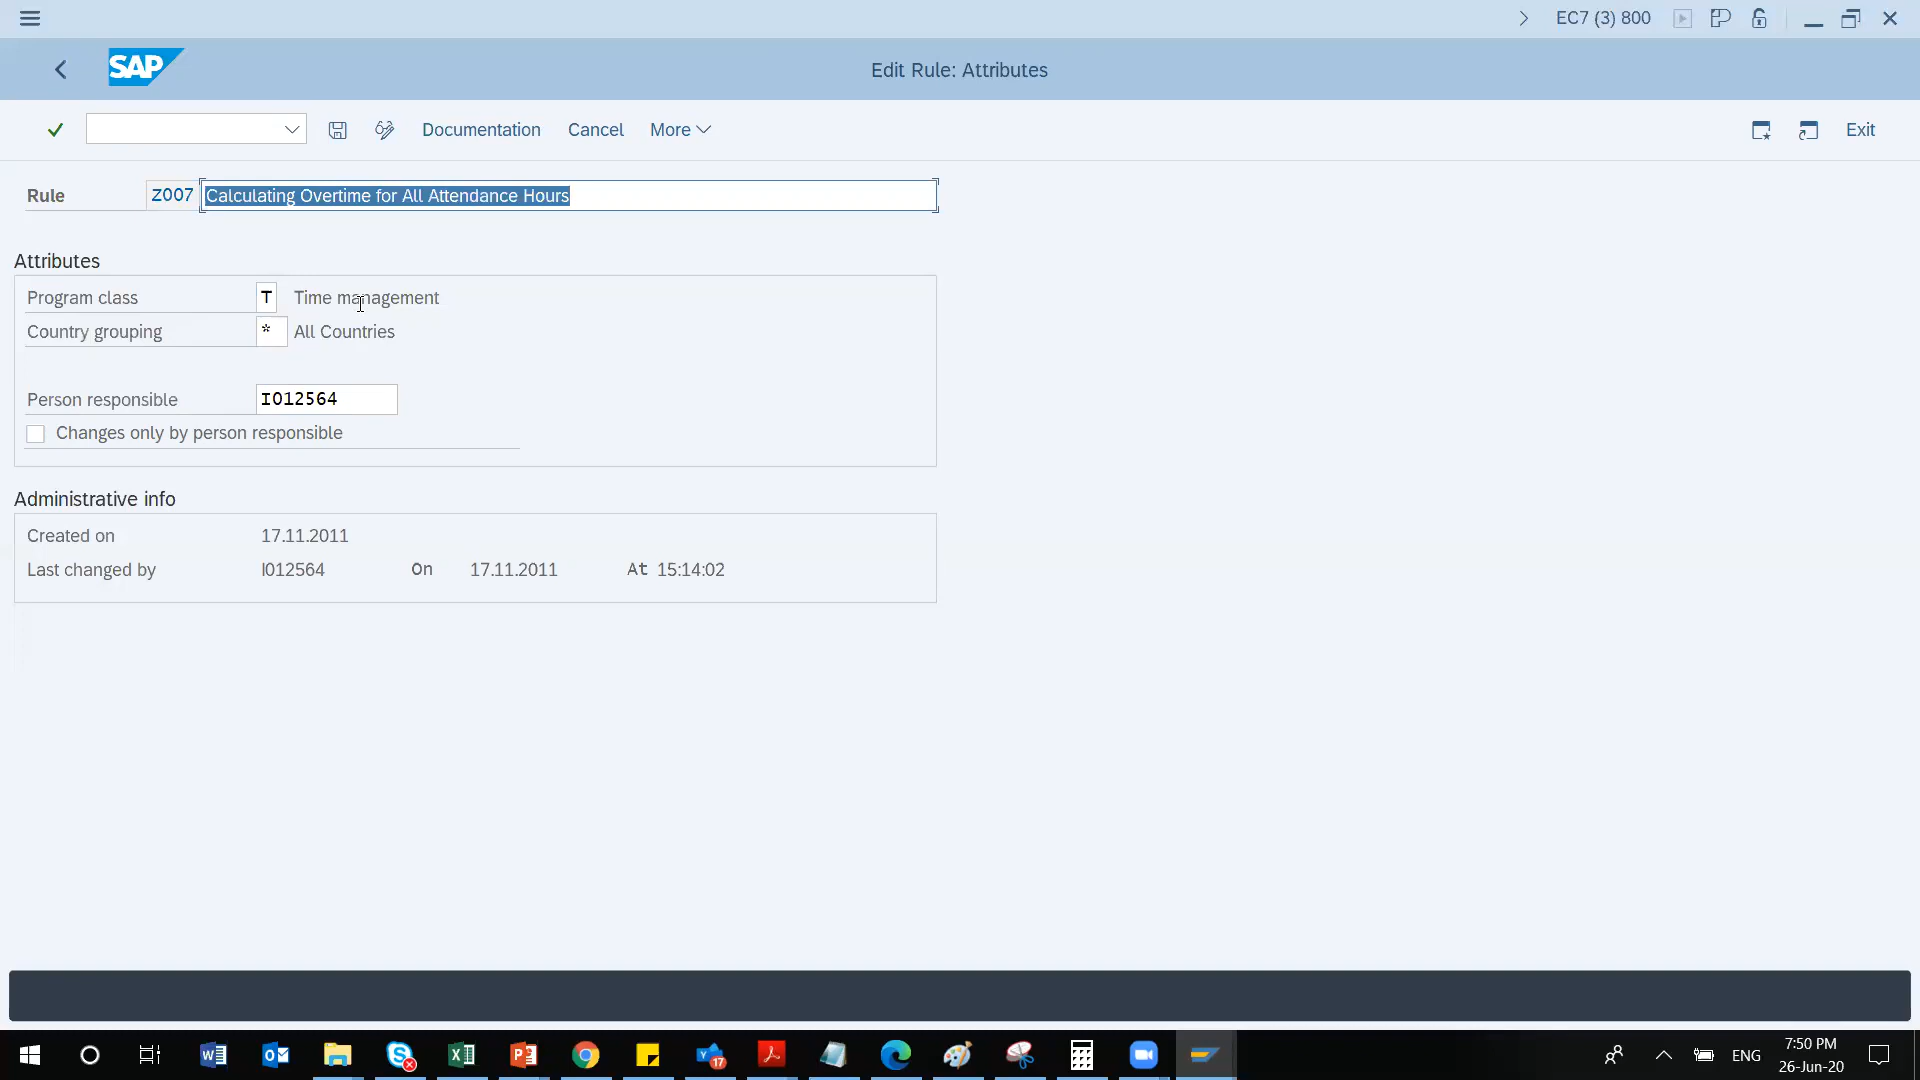 EC7 (3) 800
SAP
Edit Rule: Attributes
Documentation Cancel More Exit
Rule Z007 Calculating Overtime for All Attendance Hours
Attributes
Program class T Time management
Country grouping * All Countries
Person responsible I012564
Changes only by person responsible
Administrative info
Created on 17.11.2011
Last changed by I012564 On 17.11.2011 At 15:14:02
17
ENG
7:50 PM
26-Jun-20